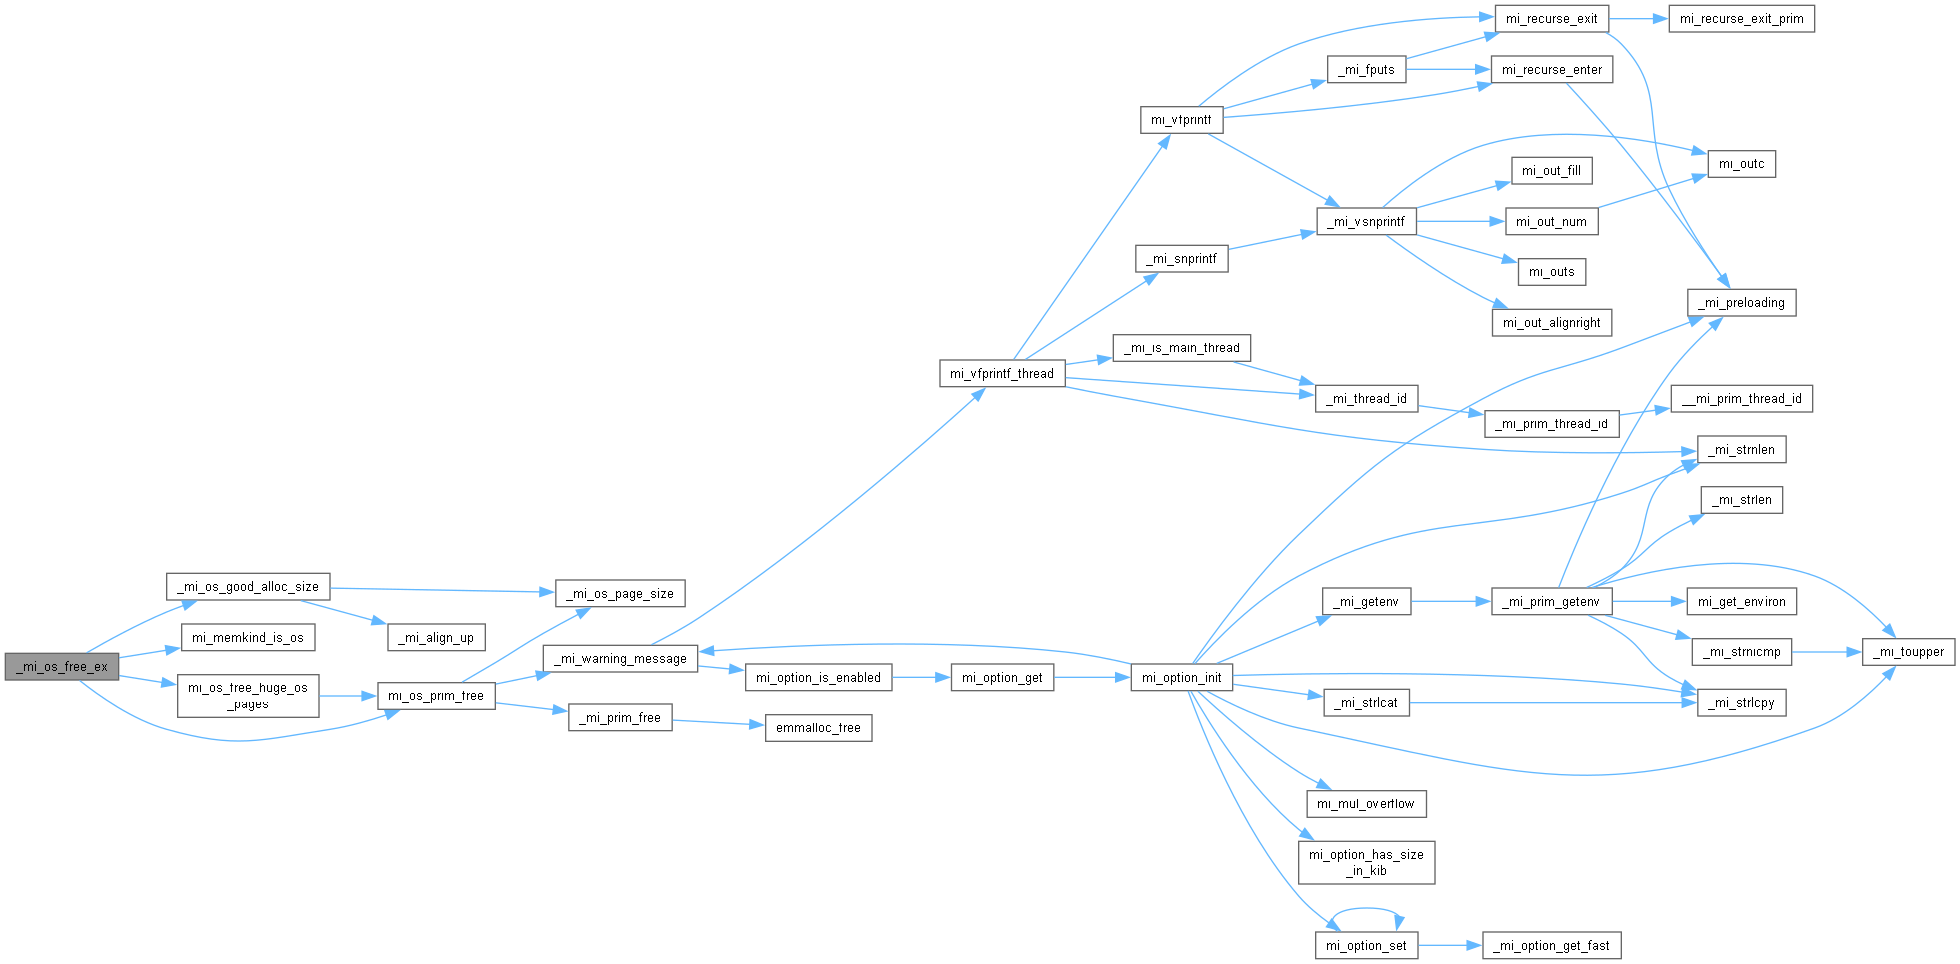 mi_recurse_exit
mi_recurse_exit_prim
_mi_fputs
mi_recurse_enter
mi_vfprintf
mi_outc
mi_out_fill
_mi_vsnprintf
mi_out_num
_mi_snprintf
mi_outs
_mi_preloading
mi_out_alignright
_mi_is_main_thread
mi_vfprintf_thread
_mi_thread_id
__mi_prim_thread_id
_mi_prim_thread_id
_mi_strnlen
_mi_strlen
_mi_os_good_alloc_size
_mi_os_page_size
_mi_getenv
_mi_prim_getenv
mi_get_environ
mi_memkind_is_os
_mi_align_up
_mi_strnicmp
_mi_toupper
_mi_warning_message
_mi_os_free_ex
mi_option_is_enabled
mi_option_get
mi_option_init
mi_os_free_huge_os
_pages
mi_os_prim_free
_mi_strlcat
_mi_strlcpy
_mi_prim_free
emmalloc_free
mi_mul_overflow
mi_option_has_size
_in_kib
mi_option_set
_mi_option_get_fast